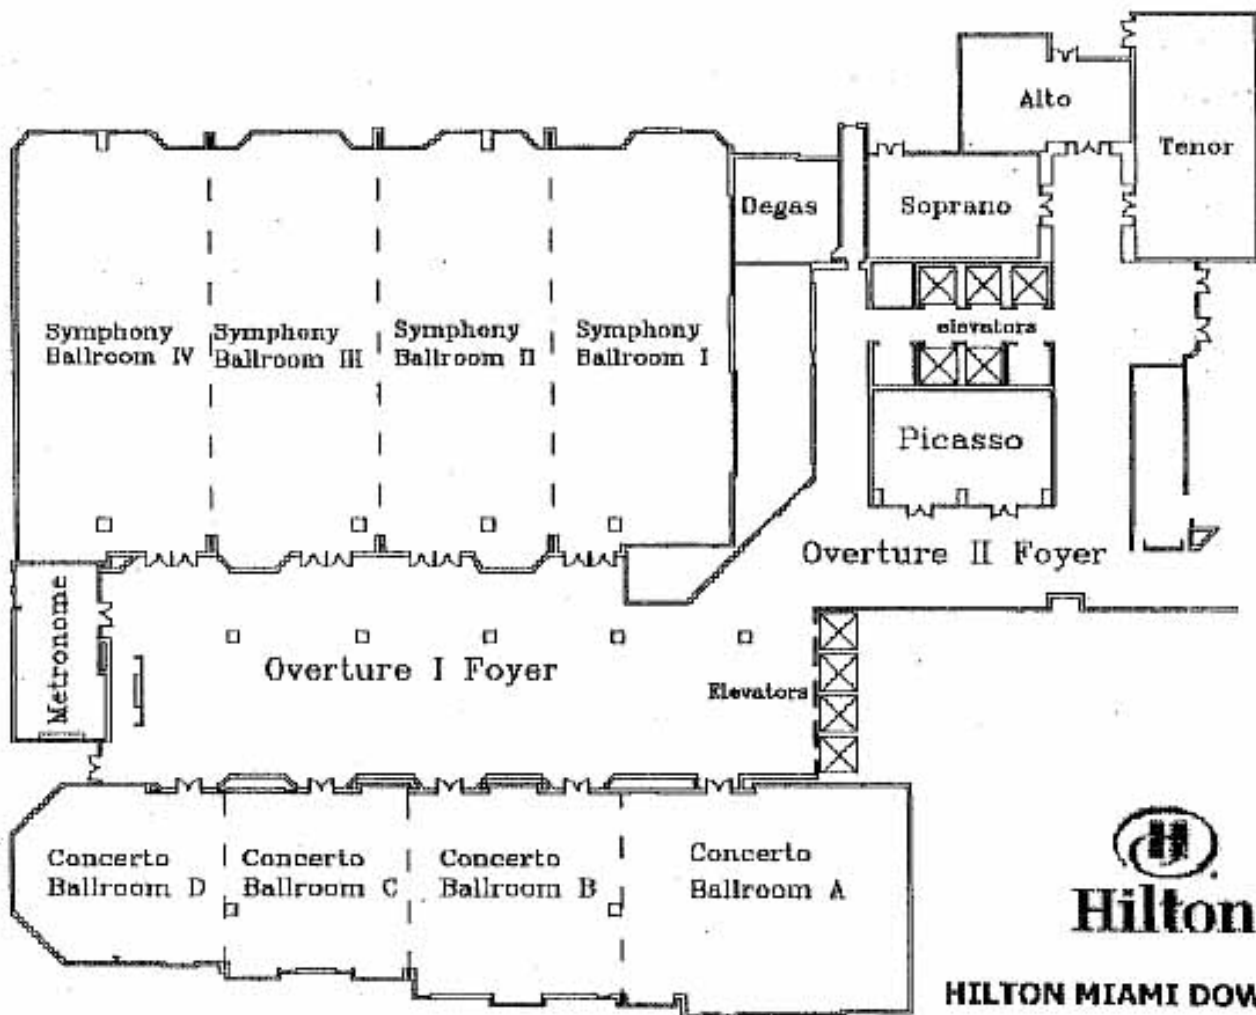 Alto
Tenor
Degas
Soprano
Symphony
Ballroom IV
Symphony
Ballroom III
Symphony
Ballroom II
Symphony
Ballroom I
elevators
Picasso
Overture II Foyer
Metronome
Overture I Foyer
Elevators
Concerto
Ballroom D
Concerto
Ballroom C
Concerto
Ballroom B
Concerto
Ballroom A
Hilton
HILTON MIAMI DOW